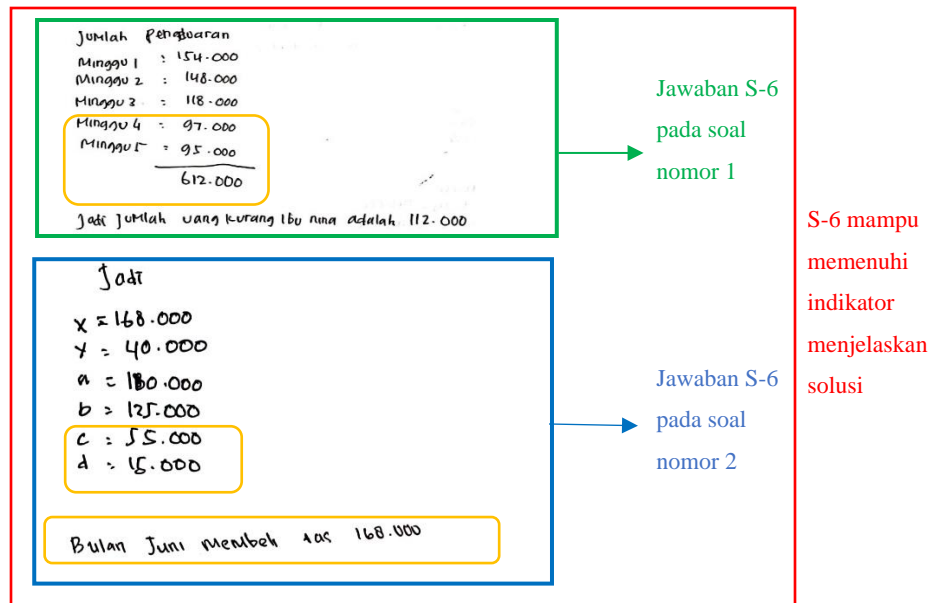 Jumlah Pengeluaran
Minggu 1 : 154.000
Minggu 2 : 148.000
Minggu 3 : 118.000
Minggu 4 : 97.000
Minggu 5 : 95.000
612.000
Jadi jumlah uang kurang Ibu nina adalah 112.000
Jawaban S-6
pada soal
nomor 1
Jadi
x = 168.000
y = 40.000
a = 180.000
b = 125.000
c = 55.000
d = 15.000
Bulan Juni membeli tas 168.000
Jawaban S-6
pada soal
nomor 2
S-6 mampu
memenuhi
indikator
menjelaskan
solusi